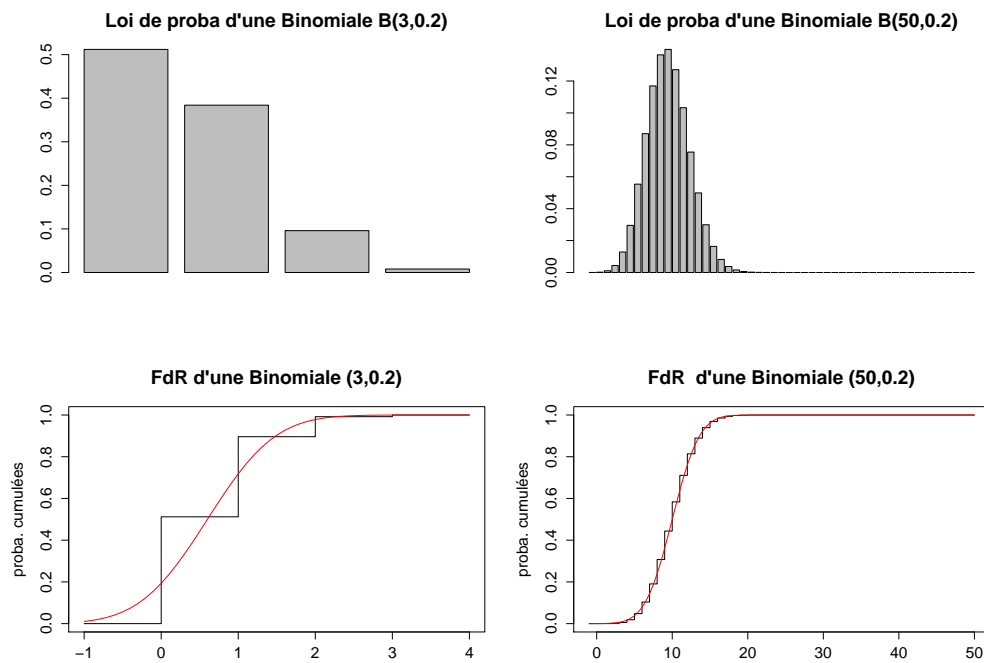 Loi de proba d'une Binomiale B(3,0.2)
0.5
0.4
0.3
0.2
0.1
0.0
Loi de proba d'une Binomiale B(50,0.2)
0.12
0.08
0.04
0.00
FdR d'une Binomiale (3,0.2)
proba. cumulées
1.0
0.8
0.6
0.4
0.2
0.0
−1 0 1 2 3 4
FdR d'une Binomiale (50,0.2)
proba. cumulées
1.0
0.8
0.6
0.4
0.2
0.0
0 10 20 30 40 50